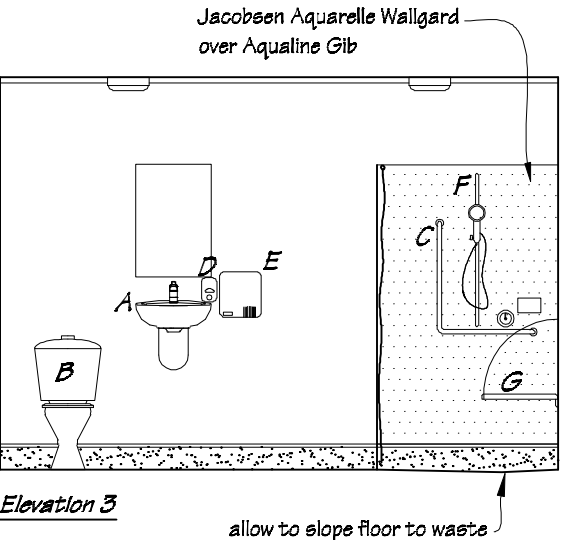 Jacobsen Aquarelle Wallgard
over Aqualine Gib
F
C
D
E
A
B
G
Elevation 3
allow to slope floor to waste